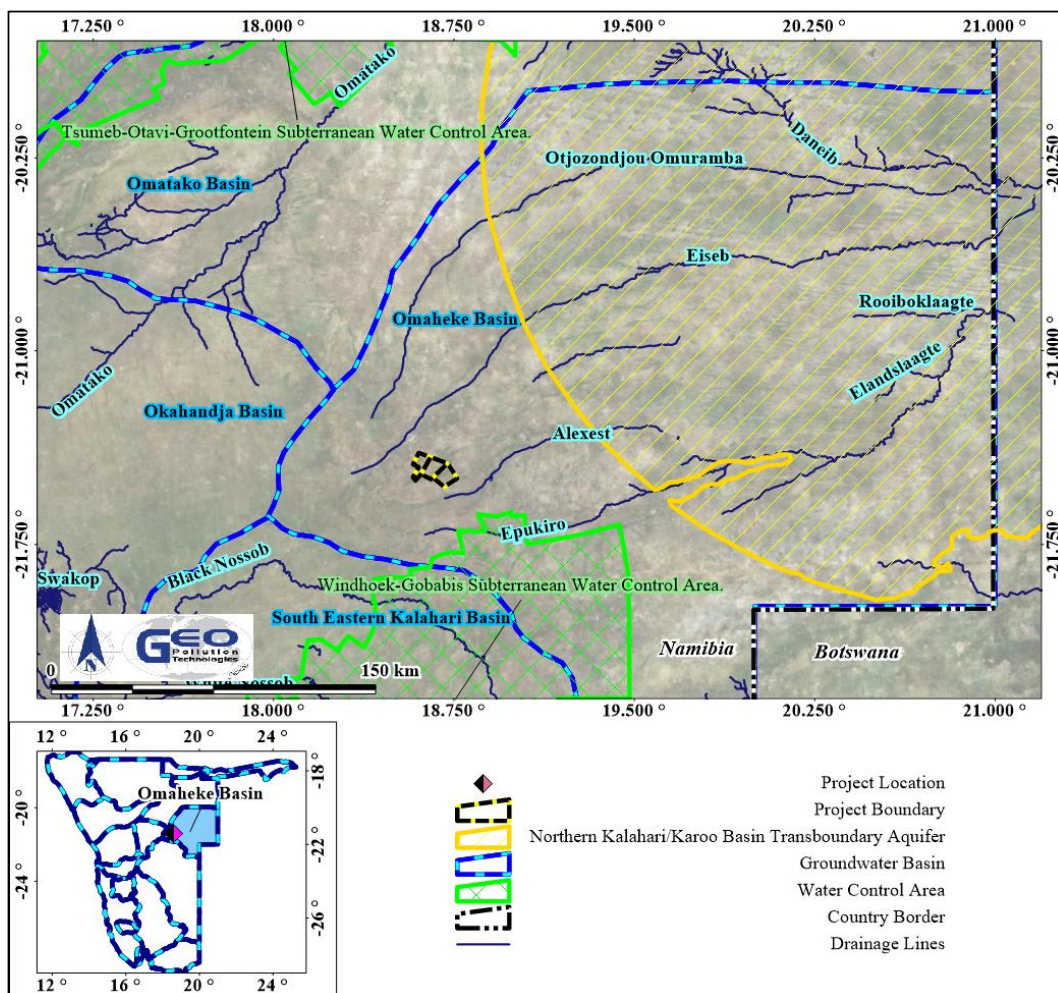 17.250 °
18.000 °
18.750 °
19.500 °
20.250 °
21.000 °
-20.250 °
-21.000 °
-21.750 °
-20.250 °
-21.000 °
-21.750 °
Omatako
Tsumeb-Otavi-Grootfontein Subterranean Water Control Area.
Daneib
Otjozondjou Omuramba
Omatako Basin
Eiseb
Rooiboklaagte
Omaheke Basin
Elandslaagte
Omatako
Okahandja Basin
Alexest
Epukiro
Black Nossob
Swakop
Windhoek-Gobabis Subterranean Water Control Area.
South Eastern Kalahari Basin
Namibia
Botswana
N
GEO
Pollution
Technologies
0
150 km
Nossob
17.250 °
18.000 °
18.750 °
19.500 °
20.250 °
21.000 °
12 °
16 °
20 °
24 °
-18 °
-20 °
-22 °
-24 °
-26 °
Omaheke Basin
12 °
16 °
20 °
24 °
Project Location
Project Boundary
Northern Kalahari/Karoo Basin Transboundary Aquifer
Groundwater Basin
Water Control Area
Country Border
Drainage Lines